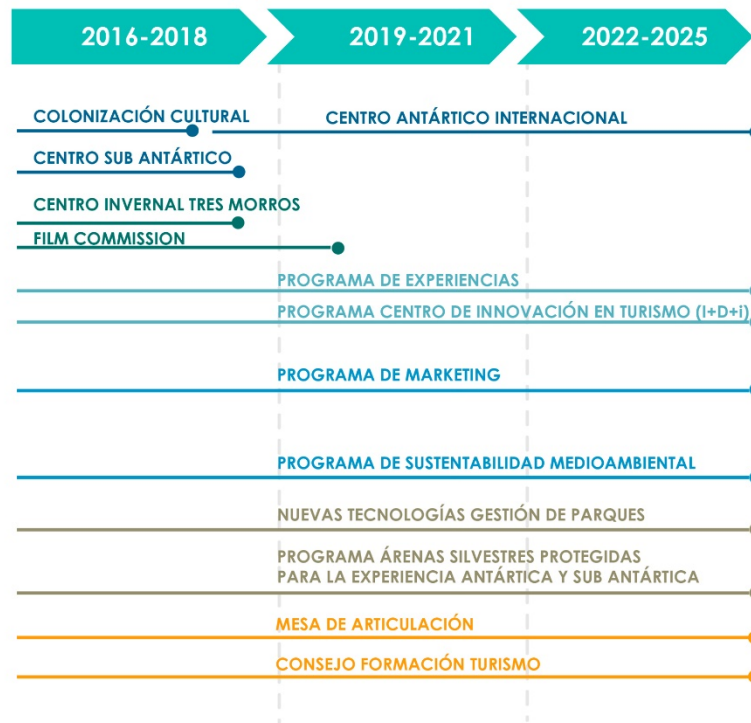 2016-2018
2019-2021
2022-2025
COLONIZACIÓN CULTURAL
CENTRO ANTÁRTICO INTERNACIONAL
CENTRO SUB ANTÁRTICO
CENTRO INVERNAL TRES MORROS
FILM COMMISSION
PROGRAMA DE EXPERIENCIAS
PROGRAMA CENTRO DE INNOVACIÓN EN TURISMO (I+D+i)
PROGRAMA DE MARKETING
PROGRAMA DE SUSTENTABILIDAD MEDIOAMBIENTAL
NUEVAS TECNOLOGÍAS GESTIÓN DE PARQUES
PROGRAMA ÁRENAS SILVESTRES PROTEGIDAS
PARA LA EXPERIENCIA ANTÁRTICA Y SUB ANTÁRTICA
MESA DE ARTICULACIÓN
CONSEJO FORMACIÓN TURISMO